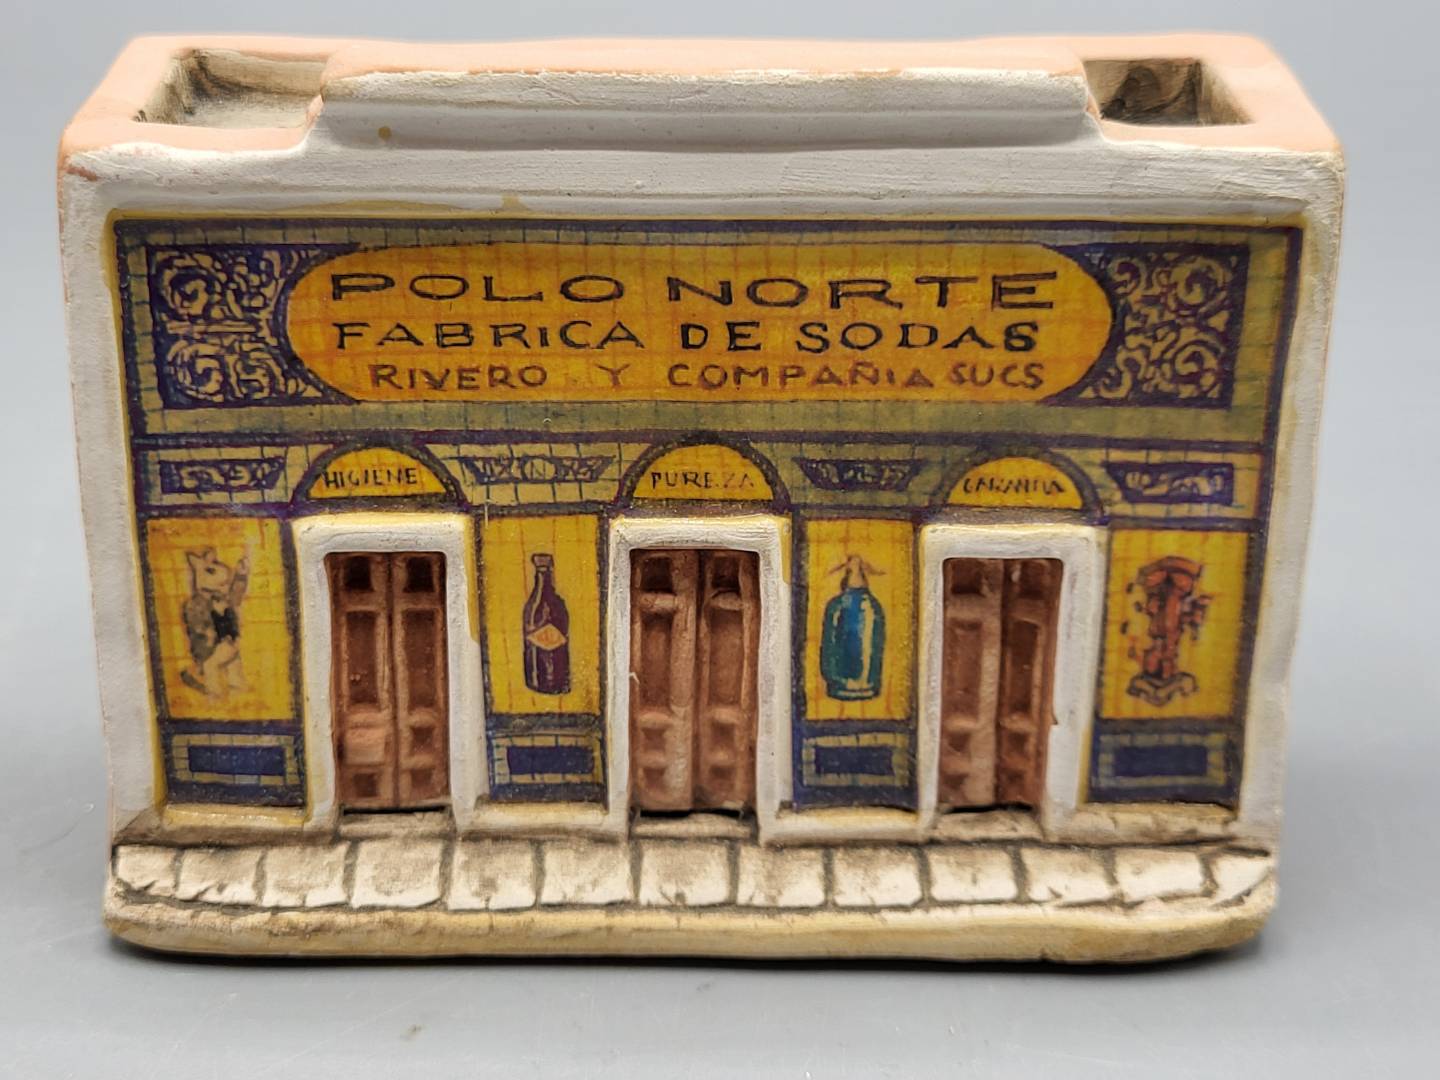 POLO NORTE
FABRICA DE SODAS
RIVERO Y COMPAÑIA SUCS
HIGIENE
PUREZA